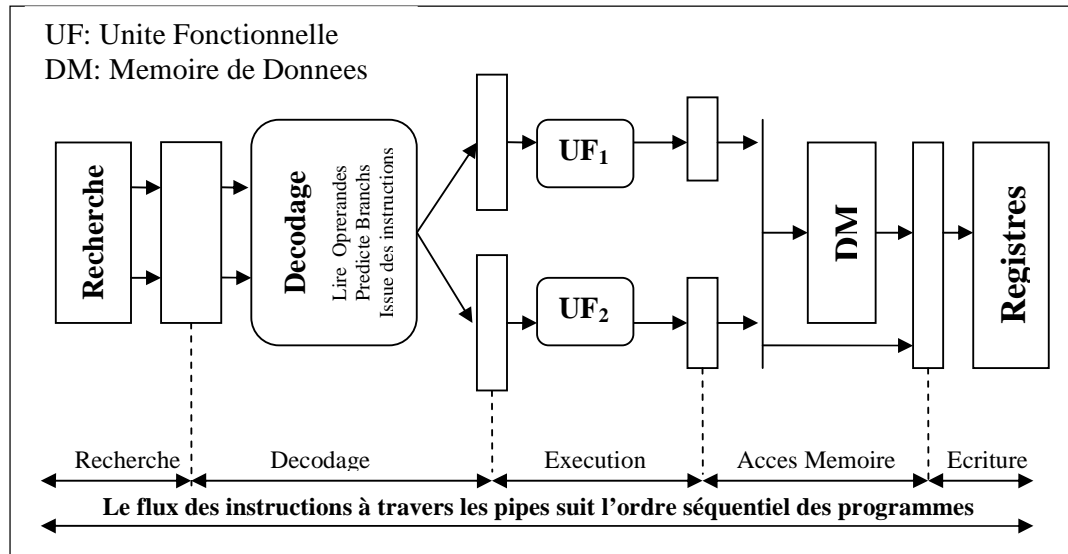 UF: Unite Fonctionnelle
DM: Memoire de Donnees
Recherche
Decodage
Lire Oprerandes
Predicte Branchs
Issue des instructions
UF1
UF2
DM
Registres
Recherche
Decodage
Execution
Acces Memoire
Ecriture
Le flux des instructions à travers les pipes suit l'ordre séquentiel des programmes